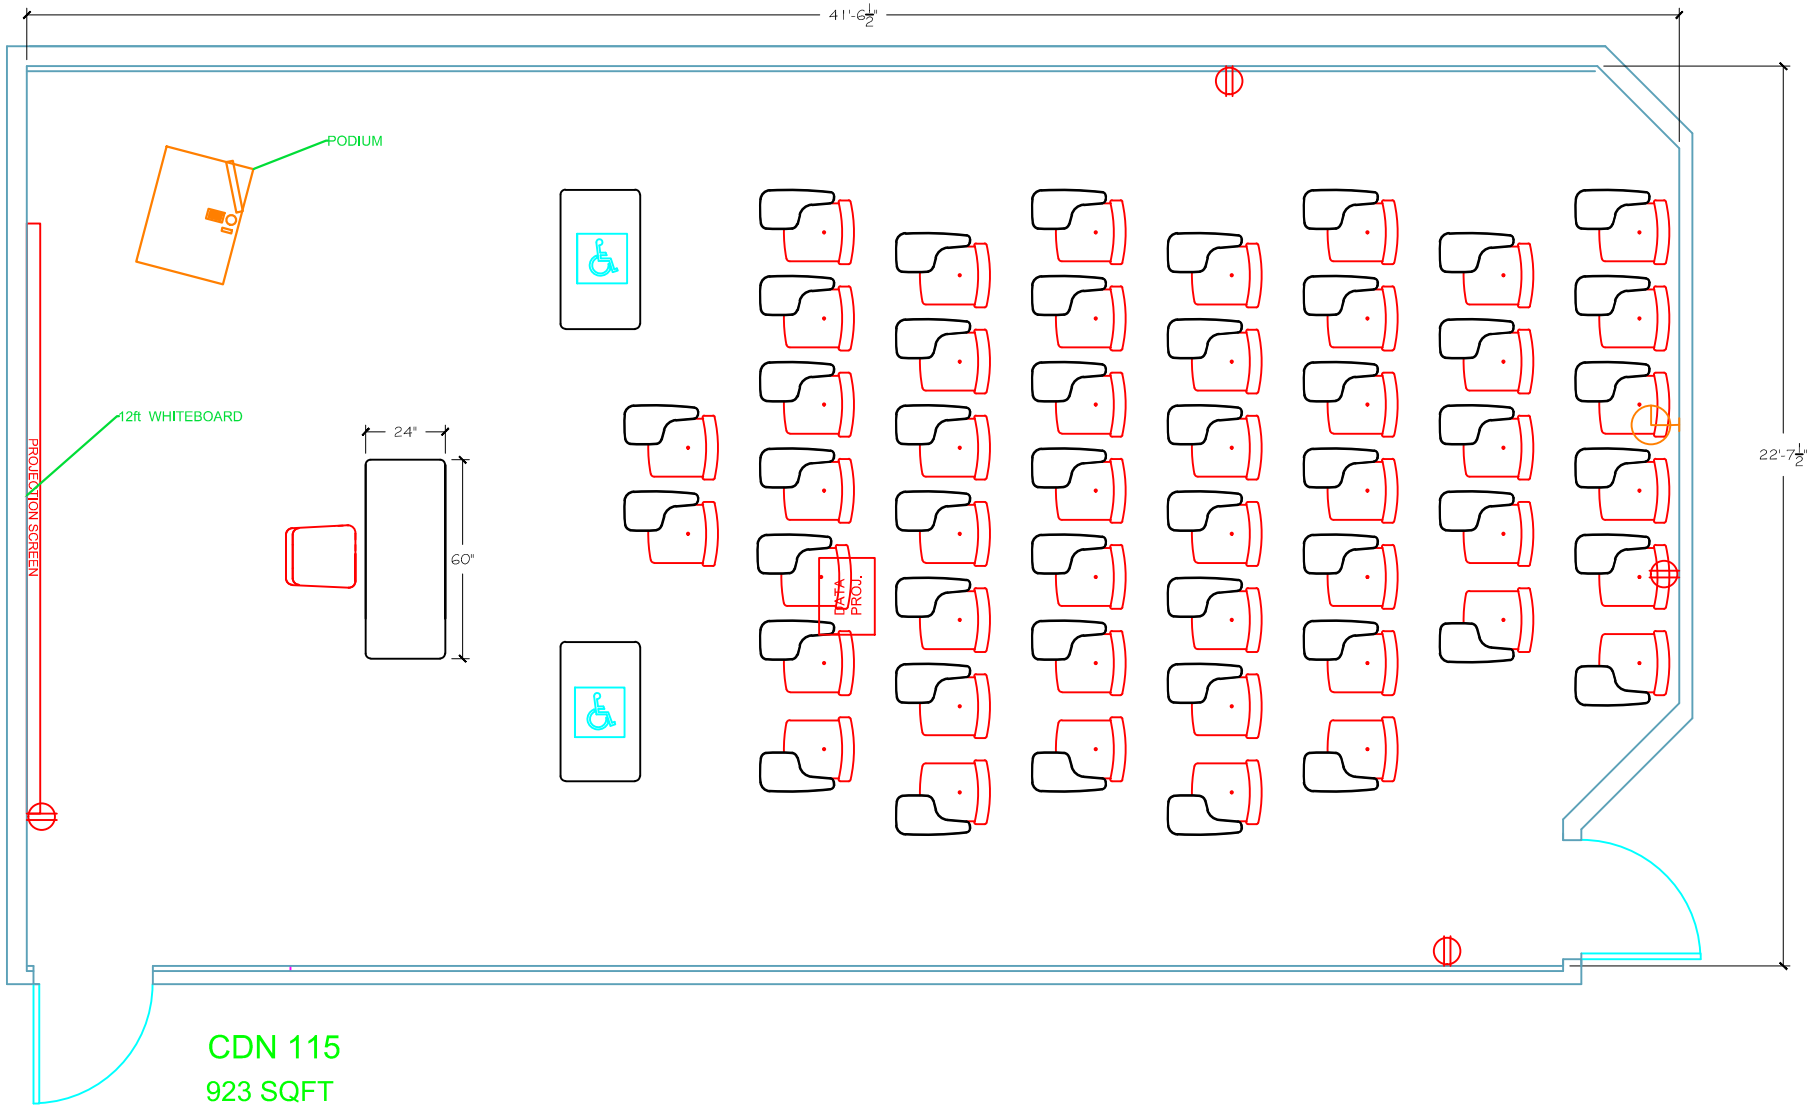 41'-6½"
PODIUM
12ft WHITEBOARD
24"
PROJECTION SCREEN
22'-7½"
60"
DATA
PROJ.
CDN 115
923 SQFT